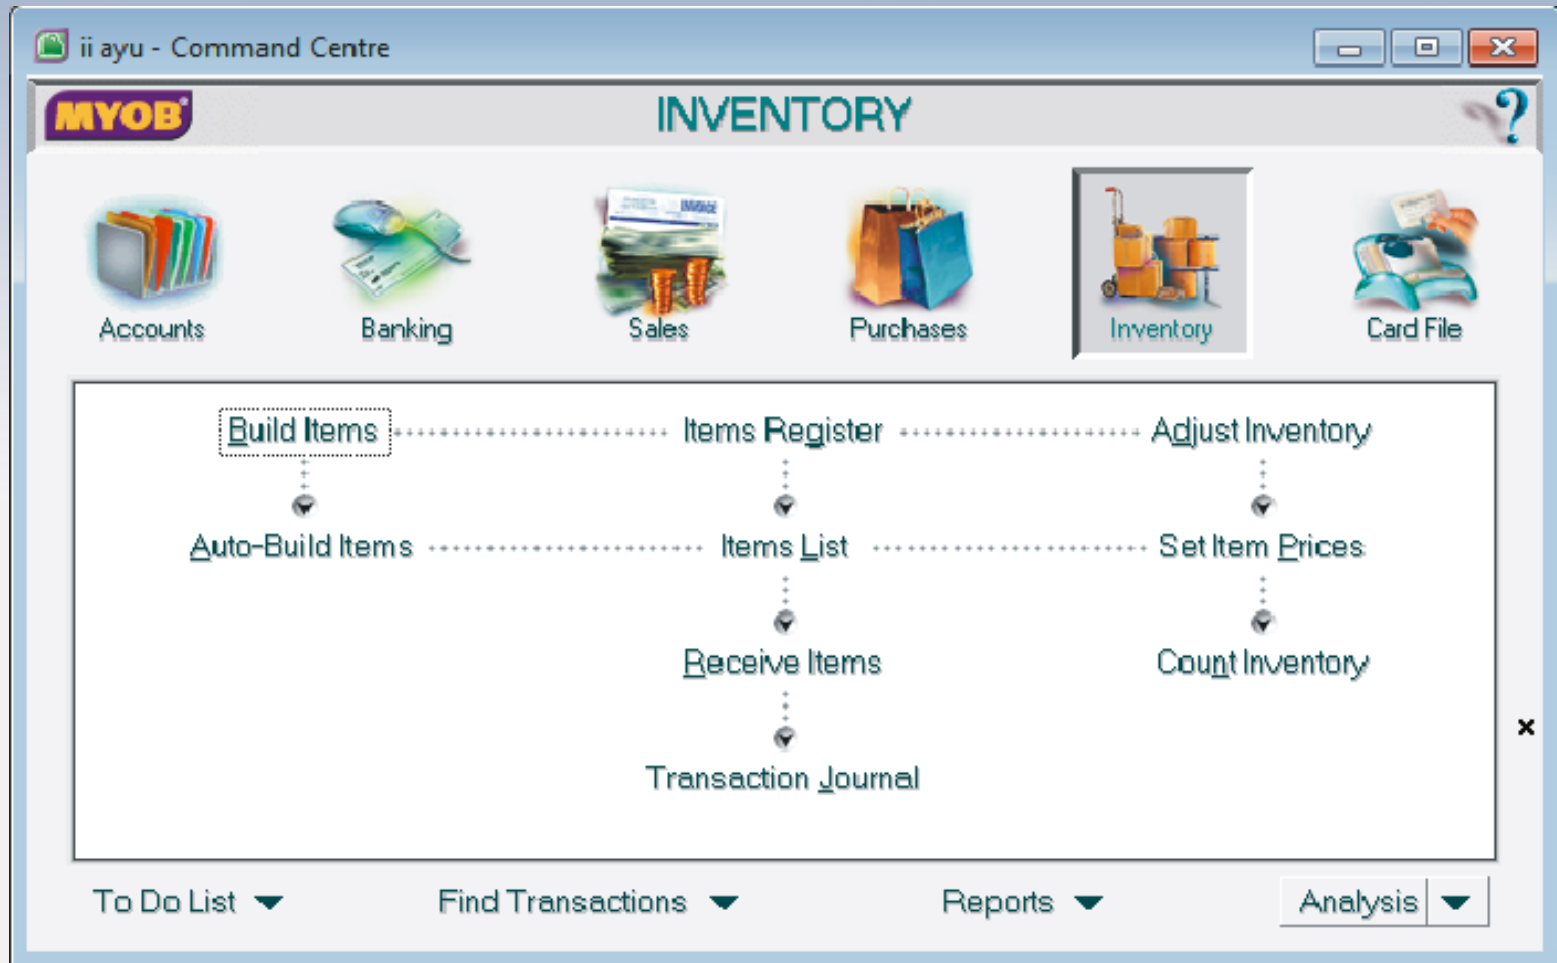 ii ayu - Command Centre
MYOB®
INVENTORY
?
INVOICE
Accounts
Banking
Sales
Purchases
Inventory
Card File
Build Items
Items Register
Adjust Inventory
Auto-Build Items
Items List
Set Item Prices
Receive Items
Count Inventory
Transaction Journal
To Do List
Find Transactions
Reports
Analysis